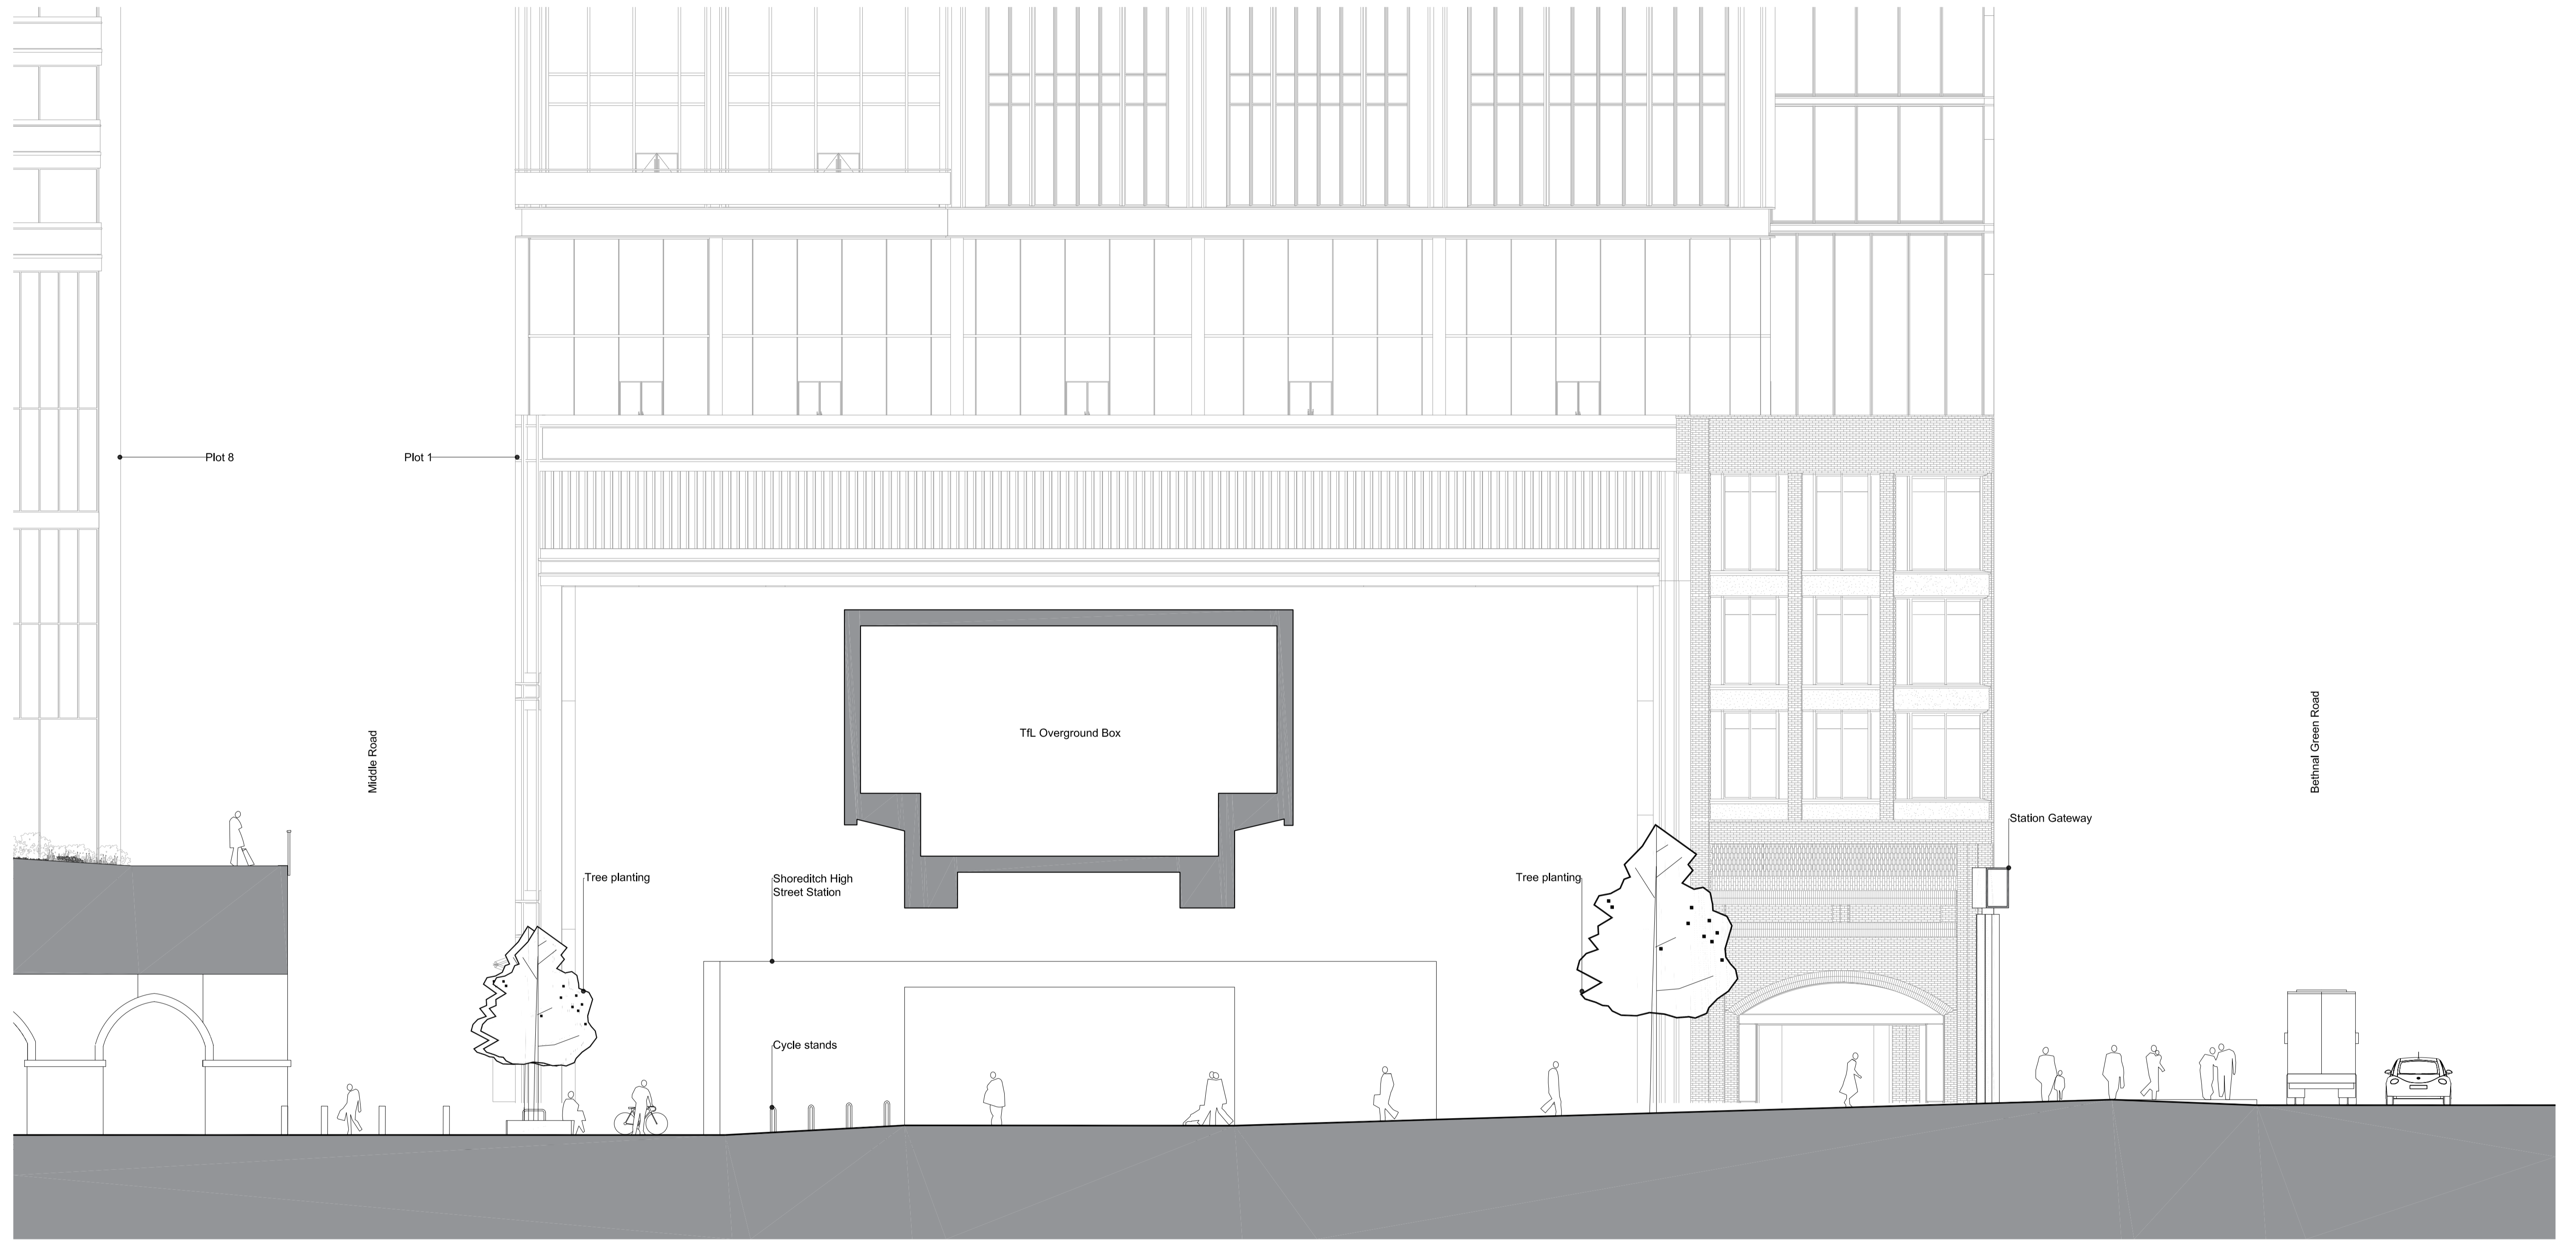 Plot 8
Plot 1
TfL Overground Box
Middle Road
Bethnal Green Road
Station Gateway
Tree planting
Shoreditch High
Street Station
Tree planting
Cycle stands